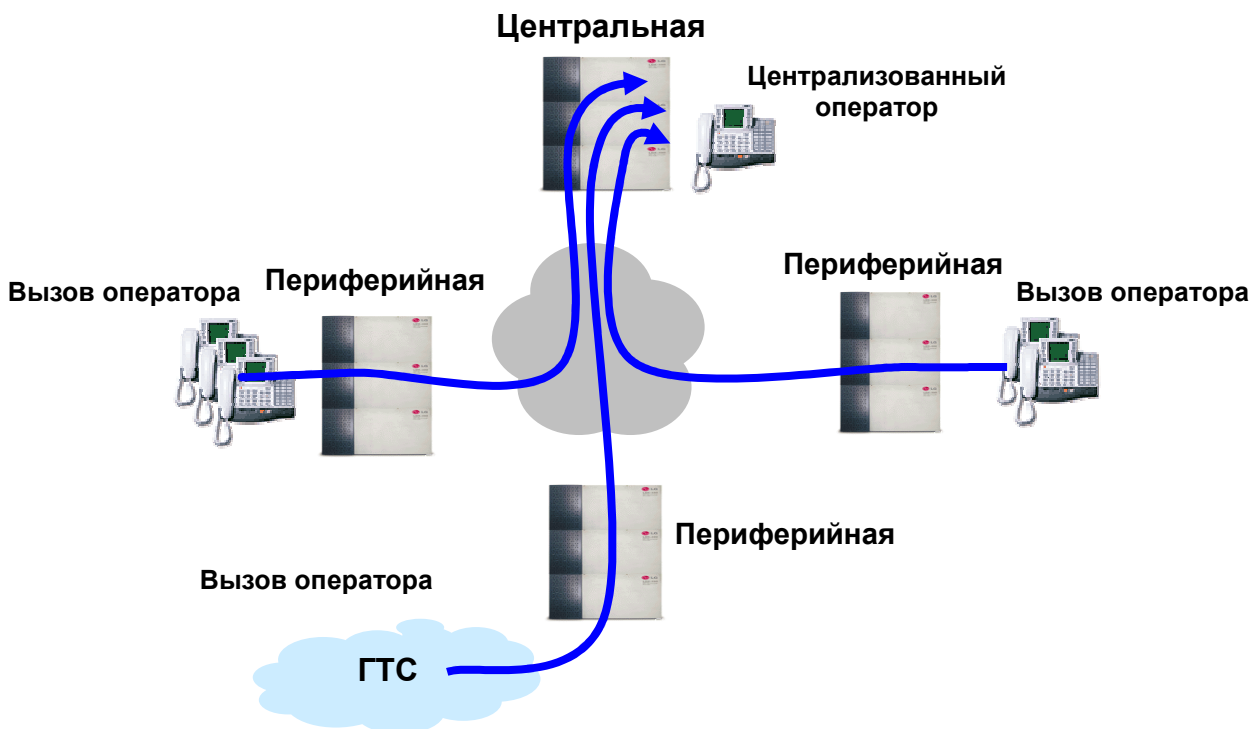 Центральная
Централизованный
оператор
Периферийная
Вызов оператора
Периферийная
Вызов оператора
Периферийная
Вызов оператора
ГТС